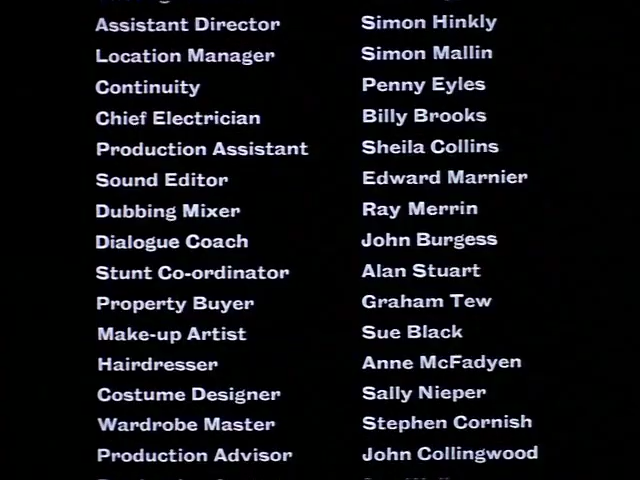 Assistant Director Simon Hinkly
Location Manager Simon Mallin
Continuity Penny Eyles
Chief Electrician Billy Brooks
Production Assistant Sheila Collins
Sound Editor Edward Marnier
Dubbing Mixer Ray Merrin
Dialogue Coach John Burgess
Stunt Co-ordinator Alan Stuart
Property Buyer Graham Tew
Make-up Artist Sue Black
Hairdresser Anne McFadyen
Costume Designer Sally Nieper
Wardrobe Master Stephen Cornish
Production Advisor John Collingwood